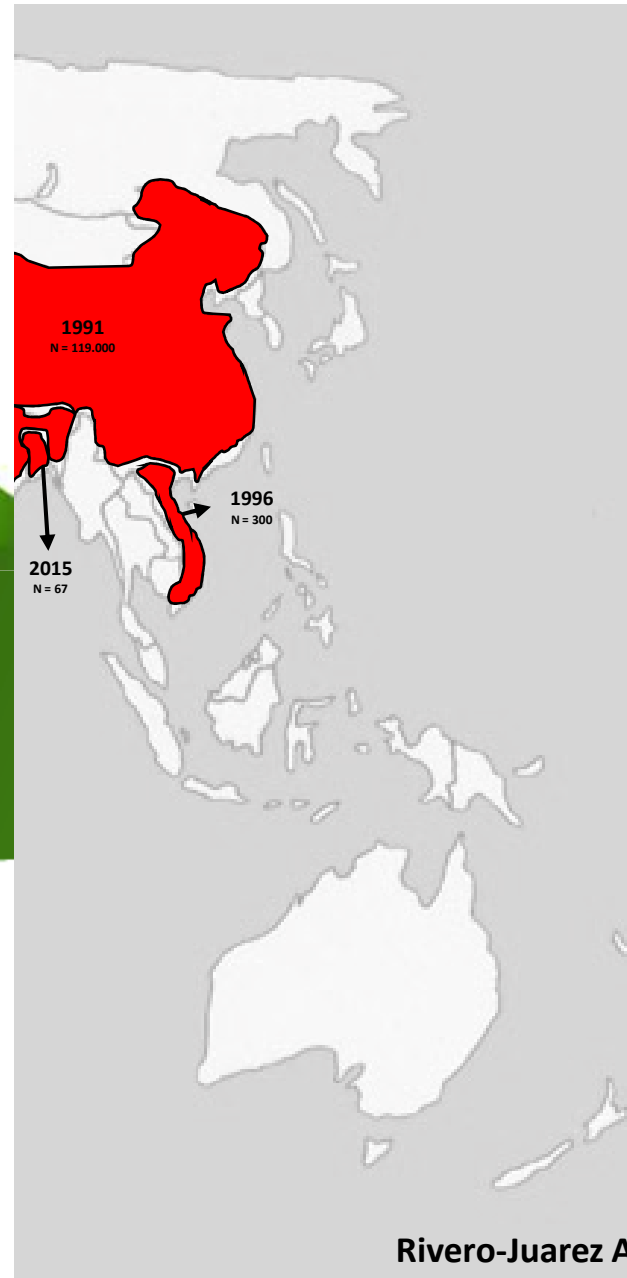 1991
N = 119.000
1996
N = 300
2015
N = 67
Rivero-Juarez A